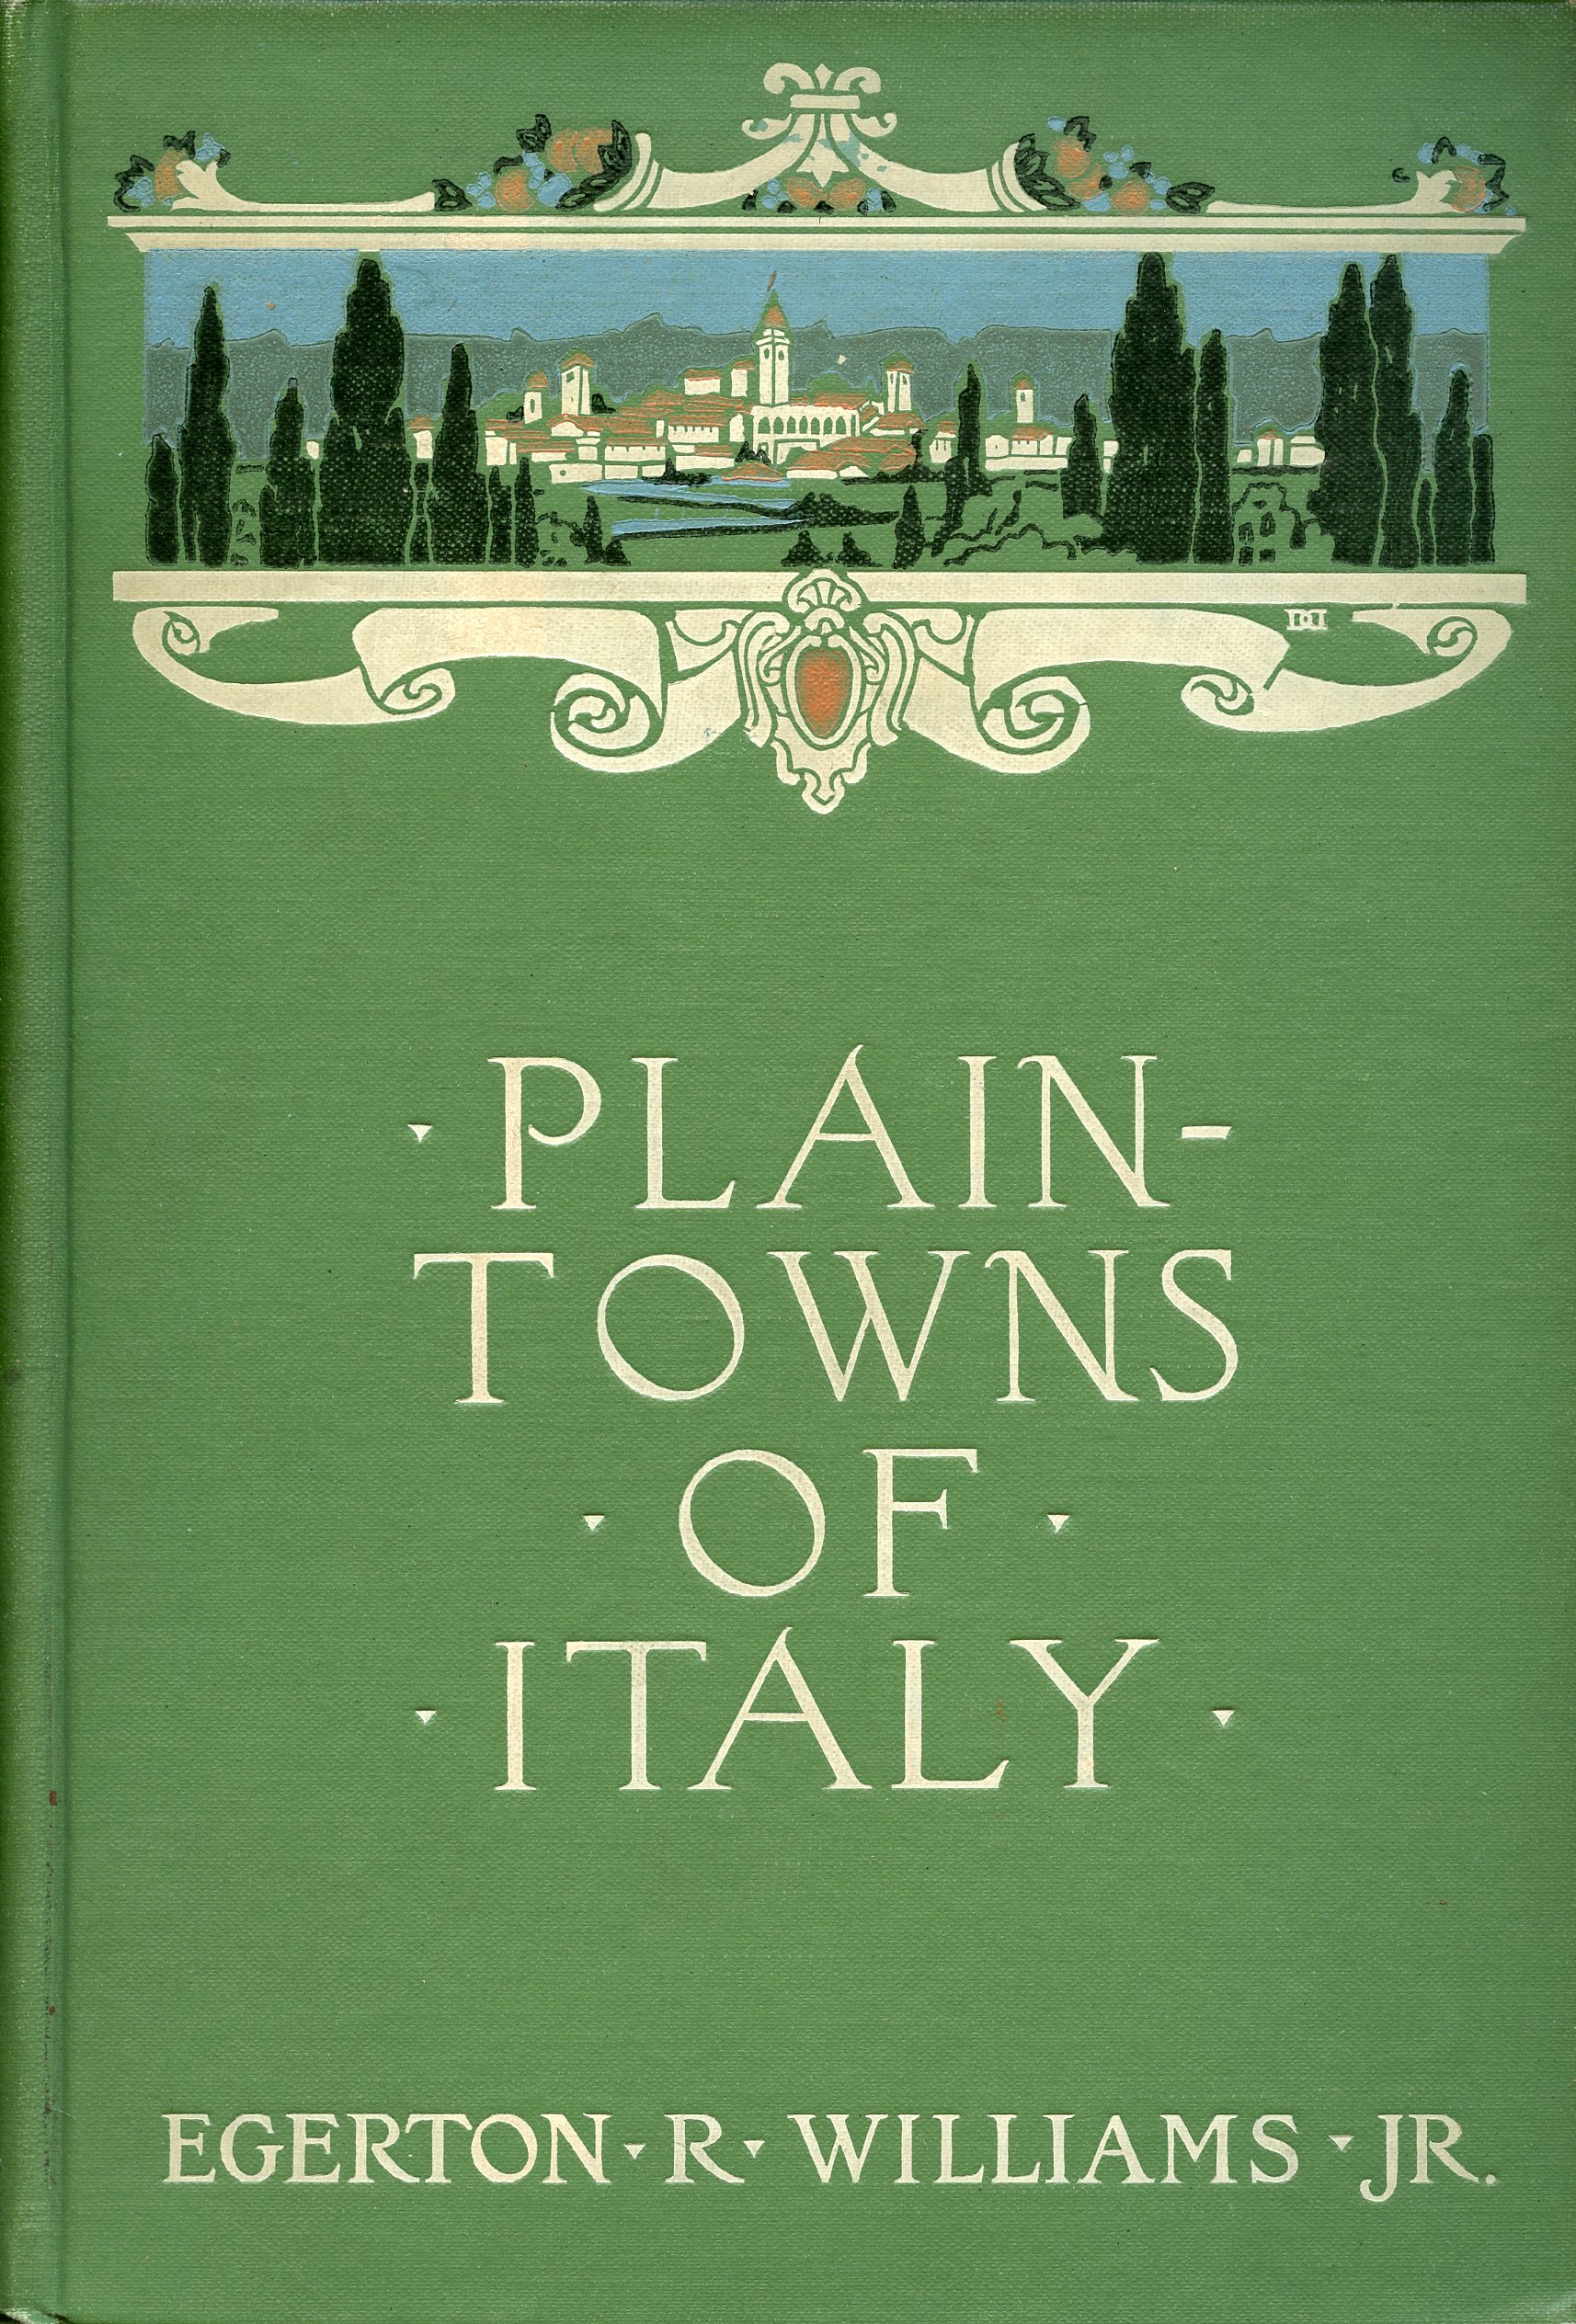 PLAIN-
TOWNS
OF
ITALY
EGERTON · R · WILLIAMS · JR.